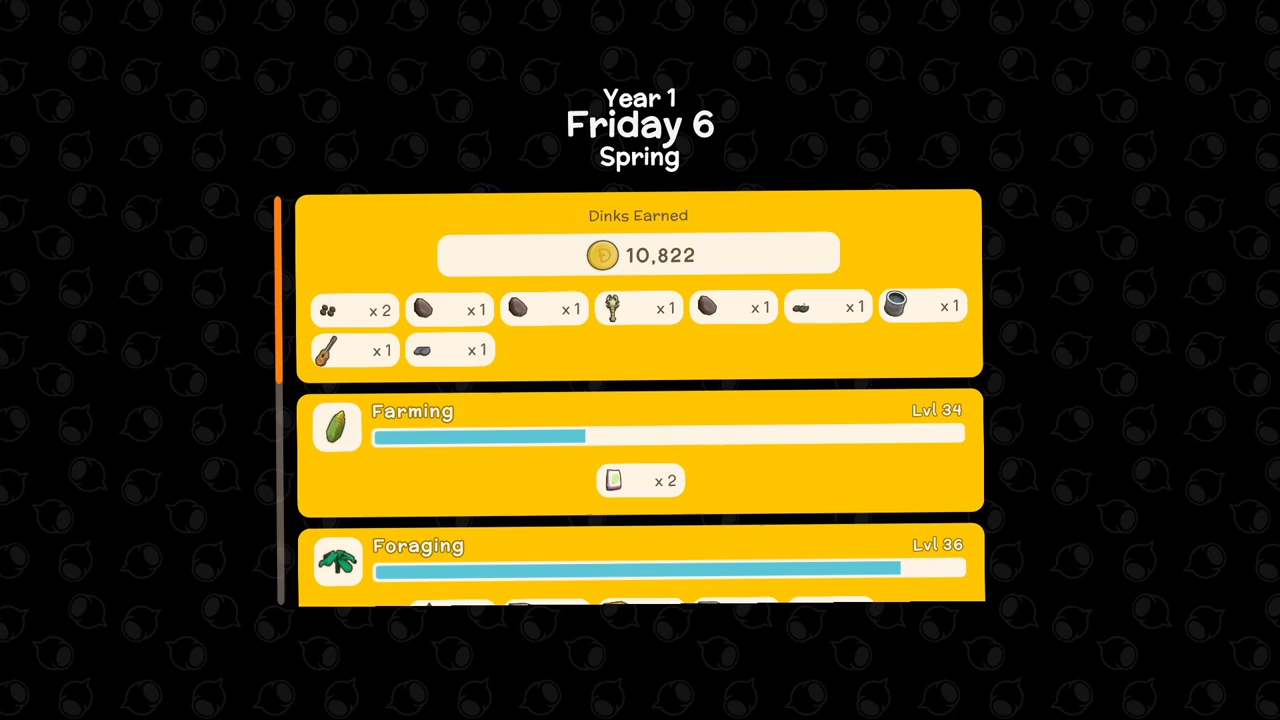 Year 1
Friday 6
Spring
Dinks Earned
10,822
x 2 x 1 x 1 x 1 x 1 x 1 x 1
x 1 x 1
Farming Lvl 34
x 2
Foraging Lvl 36